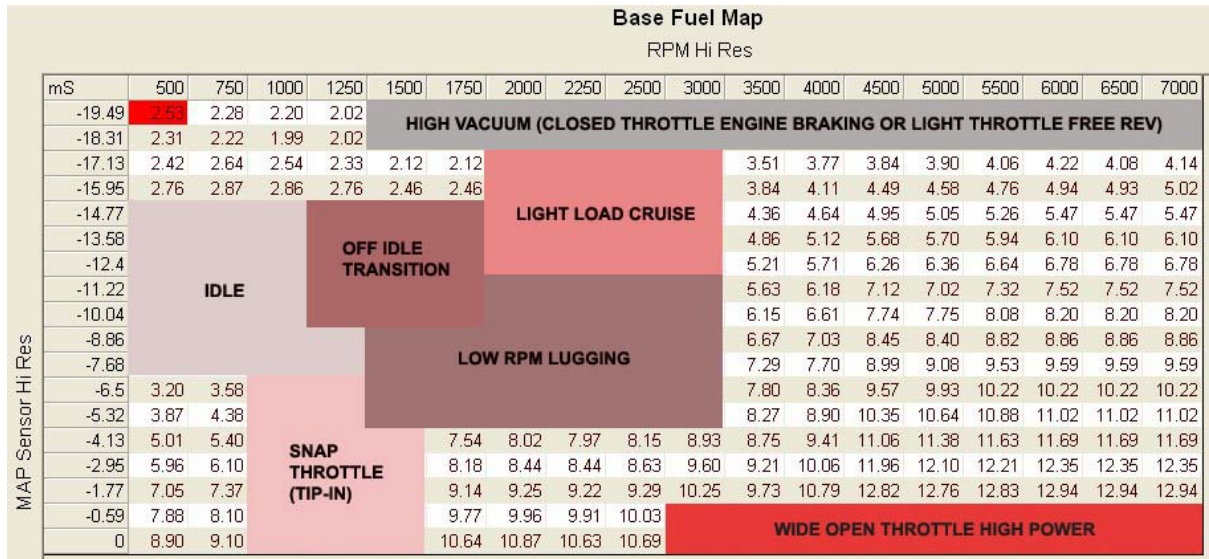 Base Fuel Map
RPM Hi Res
mS 500 750 1000 1250 1500 1750 2000 2250 2500 3000 3500 4000 4500 5000 5500 6000 6500 7000
-19.49 2.53 2.28 2.20 2.02
HIGH VACUUM (CLOSED THROTTLE ENGINE BRAKING OR LIGHT THROTTLE FREE REV)
-18.31 2.31 2.22 1.99 2.02
-17.13 2.42 2.64 2.54 2.33 2.12 2.12 3.51 3.77 3.84 3.90 4.06 4.22 4.08 4.14
-15.95 2.76 2.87 2.86 2.76 2.46 2.46 3.84 4.11 4.49 4.58 4.76 4.94 4.93 5.02
-14.77 LIGHT LOAD CRUISE 4.36 4.64 4.95 5.05 5.26 5.47 5.47 5.47
-13.58 OFF IDLE 4.86 5.12 5.68 5.70 5.94 6.10 6.10 6.10
-12.4 TRANSITION 5.21 5.71 6.26 6.36 6.64 6.78 6.78 6.78
-11.22 IDLE 5.63 6.18 7.12 7.02 7.32 7.52 7.52 7.52
-10.04 6.15 6.61 7.74 7.75 8.08 8.20 8.20 8.20
-8.86 6.67 7.03 8.45 8.40 8.82 8.86 8.86 8.86
LOW RPM LUGGING
-7.68 7.29 7.70 8.99 9.08 9.53 9.59 9.59 9.59
-6.5 3.20 3.58 7.80 8.36 9.57 9.93 10.22 10.22 10.22 10.22
-5.32 3.87 4.38 8.27 8.90 10.35 10.64 10.88 11.02 11.02 11.02
-4.13 5.01 5.40 SNAP 7.54 8.02 7.97 8.15 8.93 8.75 9.41 11.06 11.38 11.63 11.69 11.69 11.69
-2.95 5.96 6.10 THROTTLE 8.18 8.44 8.44 8.63 9.60 9.21 10.06 11.96 12.10 12.21 12.35 12.35 12.35
-1.77 7.05 7.37 (TIP-IN) 9.14 9.25 9.22 9.29 10.25 9.73 10.79 12.82 12.76 12.83 12.94 12.94 12.94
-0.59 7.88 8.10 9.77 9.96 9.91 10.03
WIDE OPEN THROTTLE HIGH POWER
0 8.90 9.10 10.64 10.87 10.63 10.69
MAP Sensor Hi Res